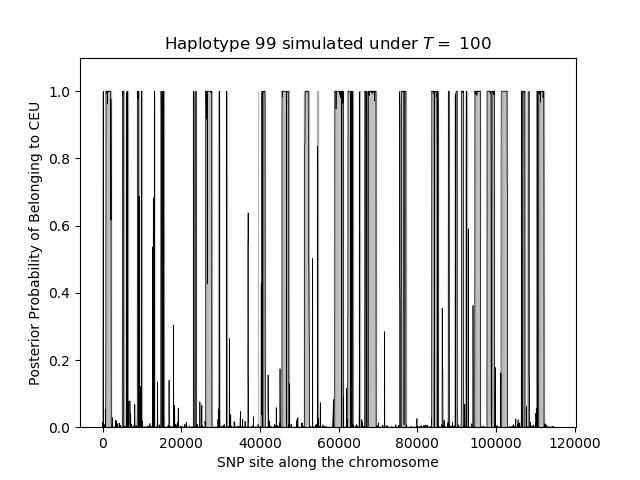 Haplotype 99 simulated under T = 100
Posterior Probability of Belonging to CEU
1.0
0.8
0.6
0.4
0.2
0.0
0 20000 40000 60000 80000 100000 120000
SNP site along the chromosome